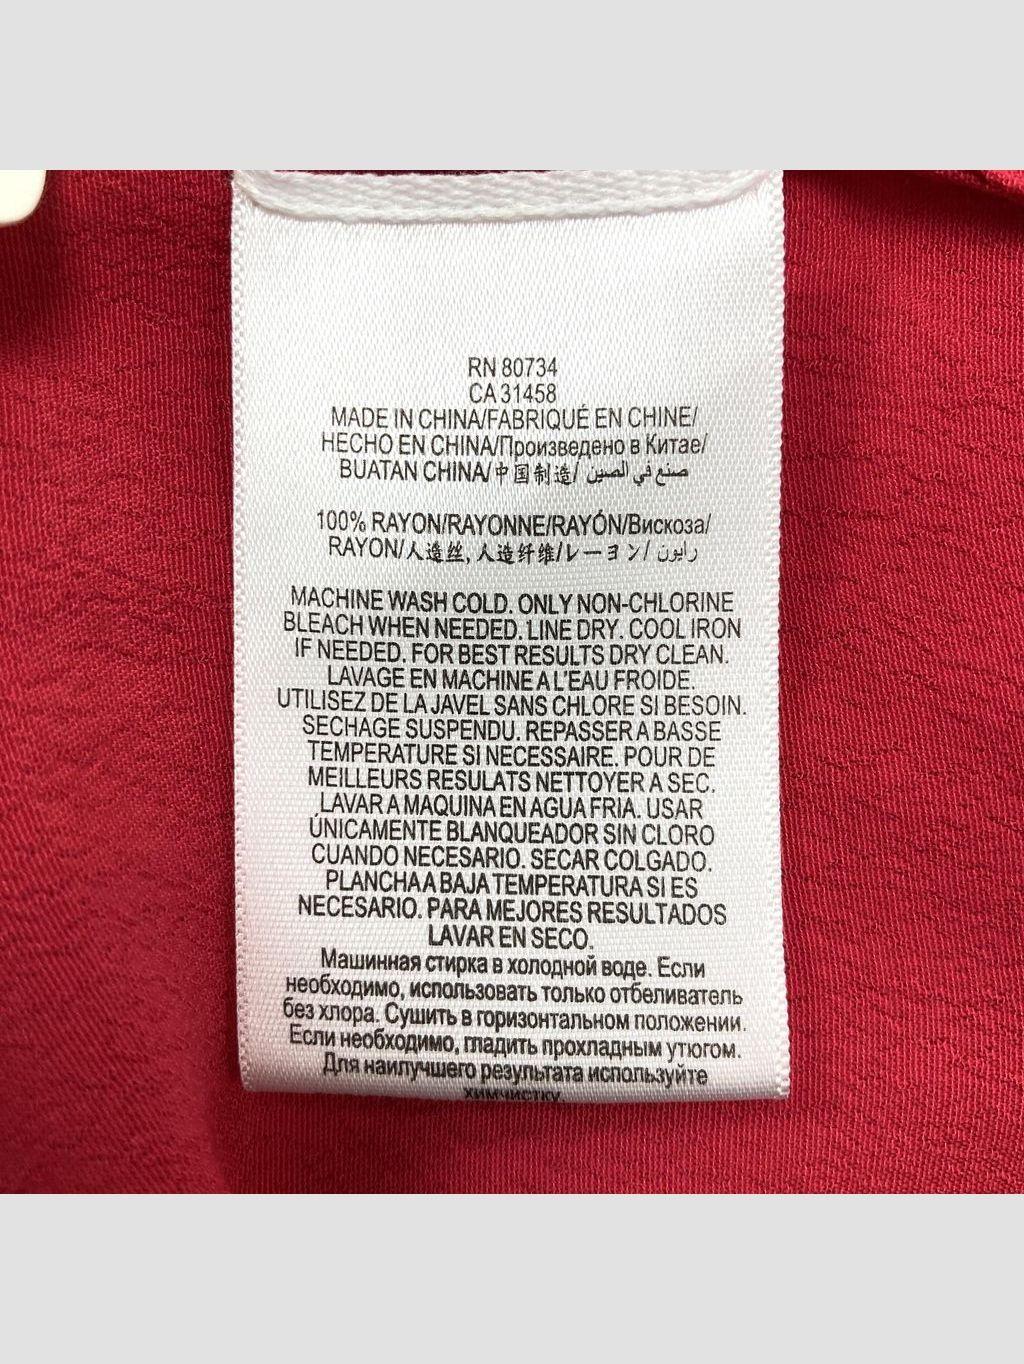 RN 80734
CA 31458
MADE IN CHINA/FABRIQUÉ EN CHINE/
HECHO EN CHINA/Произведено в Китае/
BUATAN CHINA/中国制造/ صنع في الصين
100% RAYON/RAYONNE/RAYÓN/Вискоза/
RAYON/人造丝, 人造纤维/レーヨン/ رايون
MACHINE WASH COLD. ONLY NON-CHLORINE
BLEACH WHEN NEEDED. LINE DRY. COOL IRON
IF NEEDED. FOR BEST RESULTS DRY CLEAN.
LAVAGE EN MACHINE A L'EAU FROIDE.
UTILISEZ DE LA JAVEL SANS CHLORE SI BESOIN.
SECHAGE SUSPENDU. REPASSER A BASSE
TEMPERATURE SI NECESSAIRE. POUR DE
MEILLEURS RESULATS NETTOYER A SEC.
LAVAR A MAQUINA EN AGUA FRIA. USAR
ÚNICAMENTE BLANQUEADOR SIN CLORO
CUANDO NECESARIO. SECAR COLGADO.
PLANCHA A BAJA TEMPERATURA SI ES
NECESARIO. PARA MEJORES RESULTADOS
LAVAR EN SECO.
Машинная стирка в холодной воде. Если
необходимо, использовать только отбеливатель
без хлора. Сушить в горизонтальном положении.
Если необходимо, гладить прохладным утюгом.
Для наилучшего результата используйте
химчистку.